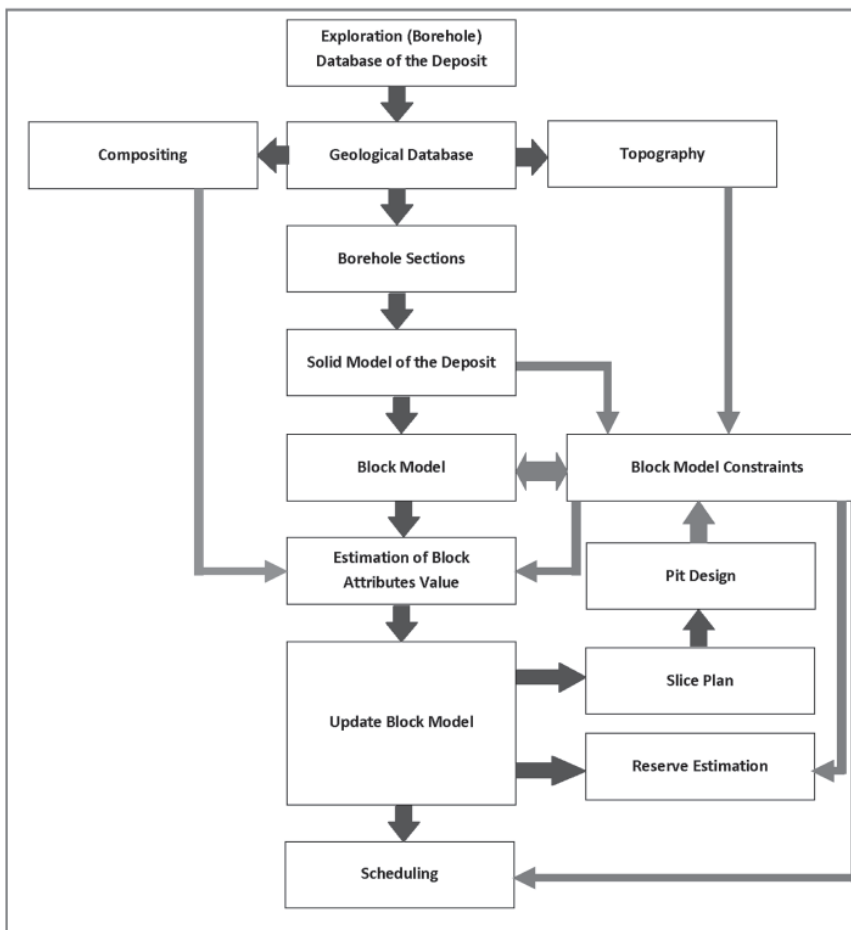 Exploration (Borehole)
Database of the Deposit
Compositing
Geological Database
Topography
Borehole Sections
Solid Model of the Deposit
Block Model
Block Model Constraints
Estimation of Block
Attributes Value
Pit Design
Update Block Model
Slice Plan
Reserve Estimation
Scheduling